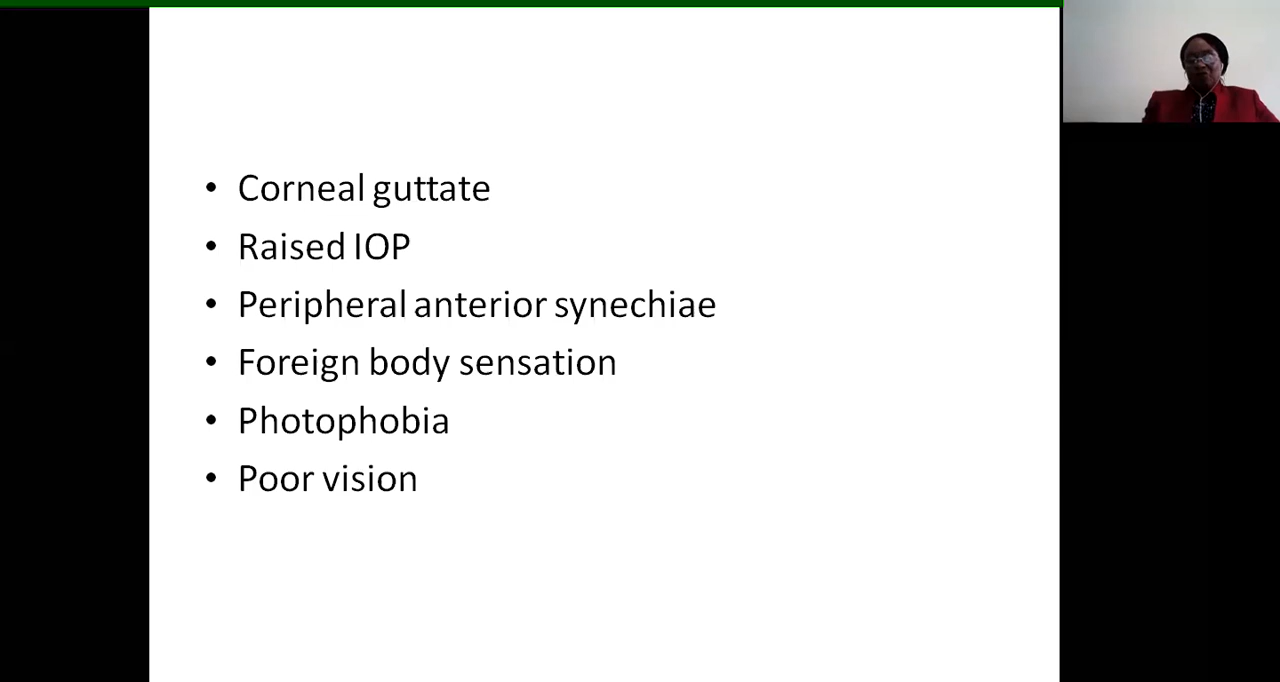 • Corneal guttate
• Raised IOP
• Peripheral anterior synechiae
• Foreign body sensation
• Photophobia
• Poor vision